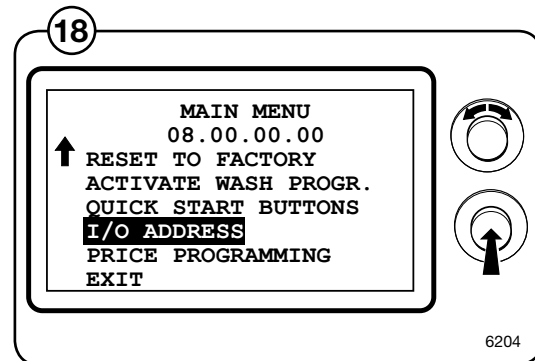 18
MAIN MENU
08.00.00.00
RESET TO FACTORY
ACTIVATE WASH PROGR.
QUICK START BUTTONS
I/O ADDRESS
PRICE PROGRAMMING
EXIT
6204